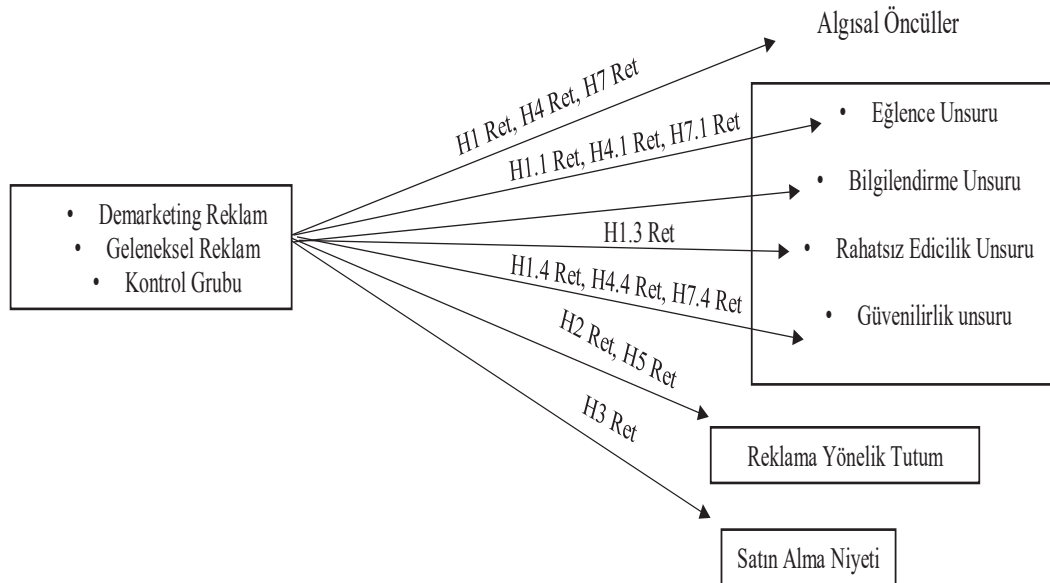 Algısal Öncüller
H1 Ret, H4 Ret, H7 Ret
H1.1 Ret, H4.1 Ret, H7.1 Ret
• Eğlence Unsuru
• Bilgilendirme Unsuru
• Demarketing Reklam
• Geleneksel Reklam
• Kontrol Grubu
H1.3 Ret
• Rahatsız Edicilik Unsuru
H1.4 Ret, H4.4 Ret, H7.4 Ret
• Güvenilirlik unsuru
H2 Ret, H5 Ret
H3 Ret
Reklama Yönelik Tutum
Satın Alma Niyeti